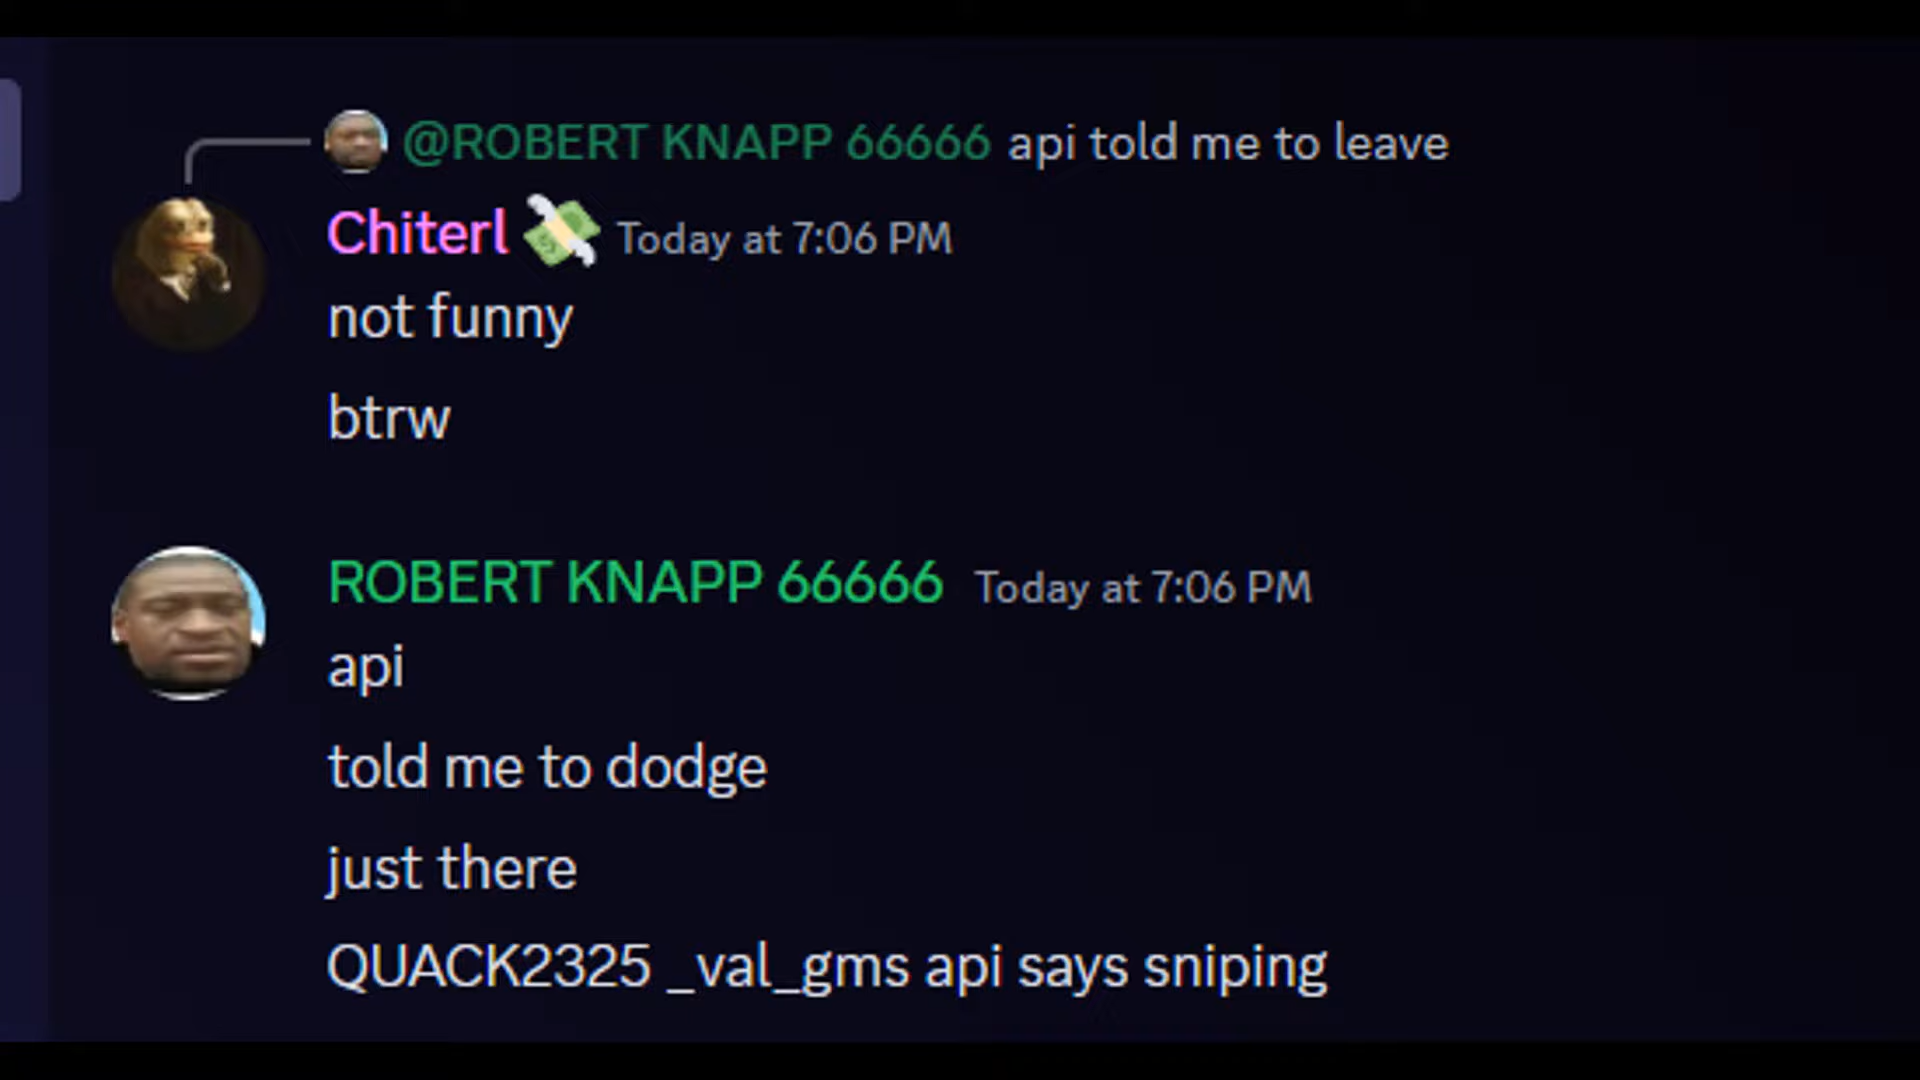 @ROBERT KNAPP 66666 api told me to leave
Chiterl 💸 Today at 7:06 PM
not funny
btrw
ROBERT KNAPP 66666 Today at 7:06 PM
api
told me to dodge
just there
QUACK2325 _val_gms api says sniping